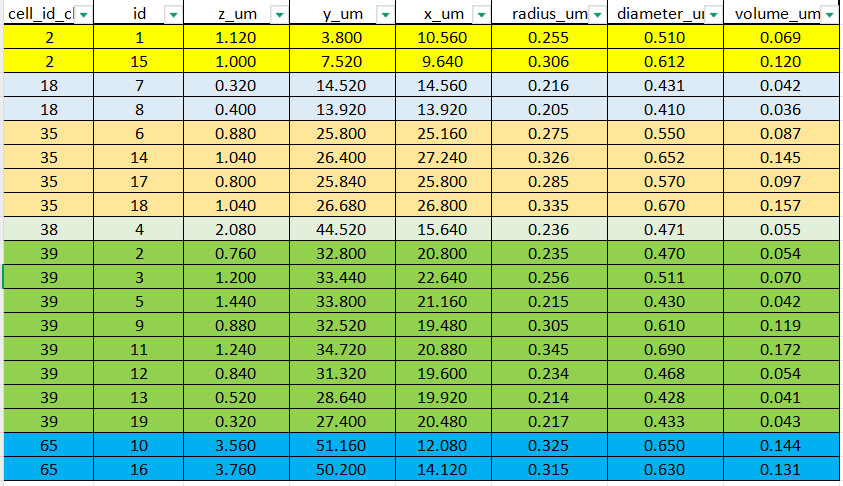 cell_id_cl id z_um y_um x_um radius_um diameter_u volume_um
2 1 1.120 3.800 10.560 0.255 0.510 0.069
2 15 1.000 7.520 9.640 0.306 0.612 0.120
18 7 0.320 14.520 14.560 0.216 0.431 0.042
18 8 0.400 13.920 13.920 0.205 0.410 0.036
35 6 0.880 25.800 25.160 0.275 0.550 0.087
35 14 1.040 26.400 27.240 0.326 0.652 0.145
35 17 0.800 25.840 25.800 0.285 0.570 0.097
35 18 1.040 26.680 26.800 0.335 0.670 0.157
38 4 2.080 44.520 15.640 0.236 0.471 0.055
39 2 0.760 32.800 20.800 0.235 0.470 0.054
39 3 1.200 33.440 22.640 0.256 0.511 0.070
39 5 1.440 33.800 21.160 0.215 0.430 0.042
39 9 0.880 32.520 19.480 0.305 0.610 0.119
39 11 1.240 34.720 20.880 0.345 0.690 0.172
39 12 0.840 31.320 19.600 0.234 0.468 0.054
39 13 0.520 28.640 19.920 0.214 0.428 0.041
39 19 0.320 27.400 20.480 0.217 0.433 0.043
65 10 3.560 51.160 12.080 0.325 0.650 0.144
65 16 3.760 50.200 14.120 0.315 0.630 0.131